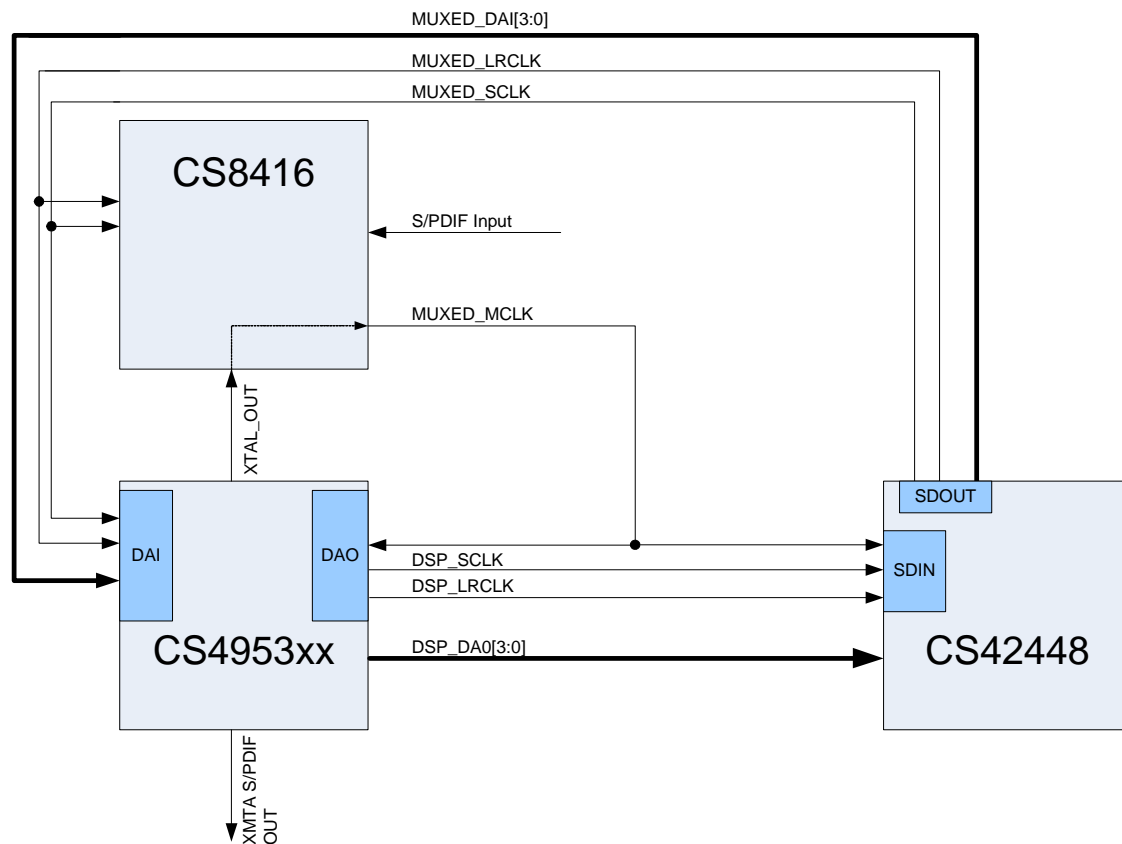 MUXED_DAI[3:0]
MUXED_LRCLK
MUXED_SCLK
CS8416
S/PDIF Input
MUXED_MCLK
XTAL_OUT
SDOUT
DAI
DAO
DSP_SCLK
SDIN
DSP_LRCLK
DSP_DA0[3:0]
CS4953xx
CS42448
XMTA S/PDIF
OUT